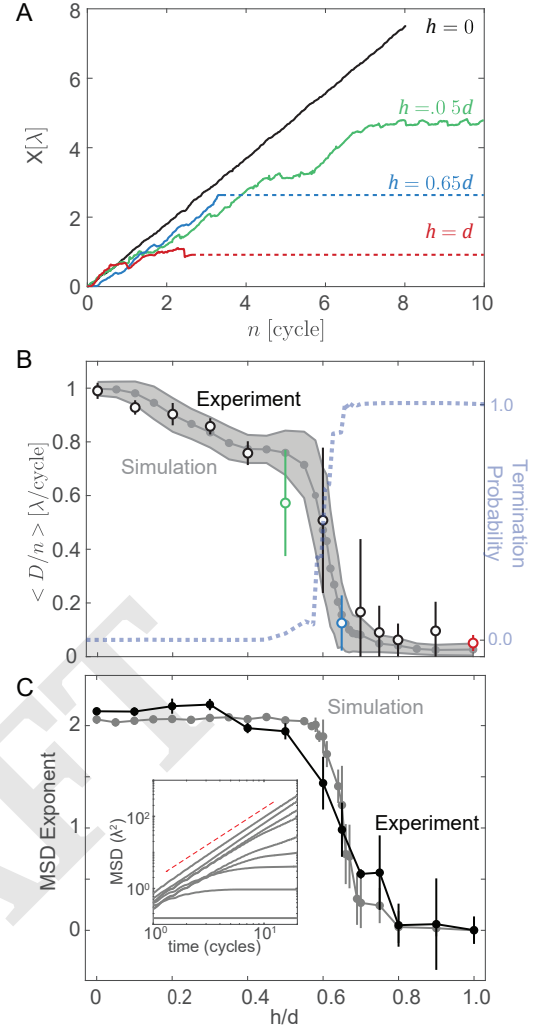 A
8
6
4
2
0
X[λ]
h = 0
h =.0 5d
h = 0.65d
h = d
0 2 4 6 8 10
n [cycle]
B
1
0.8
0.6
0.4
0.2
0
< D/n > [λ/cycle]
Experiment
Simulation
1.0
0.0
Termination
Probability
C
2
1
0
MSD Exponent
Simulation
Experiment
10²
10⁰
MSD (λ²)
10⁰ 10¹
time (cycles)
0 0.2 0.4 0.6 0.8 1.0
h/d
AFT